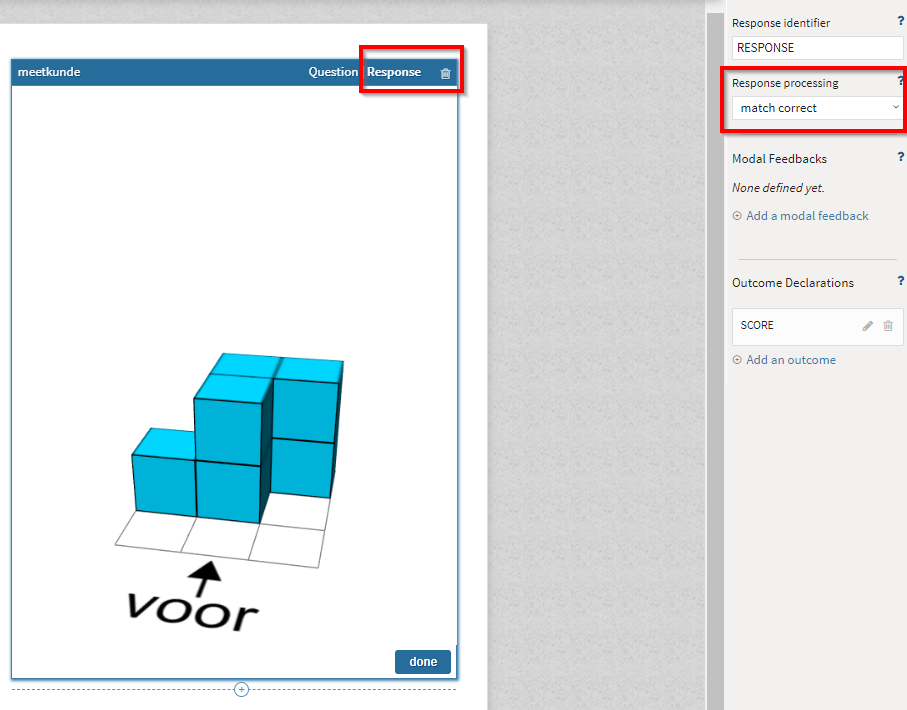 meetkunde
Question
Response
voor
done
Response identifier
?
RESPONSE
Response processing
?
match correct
Modal Feedbacks
?
None defined yet.
Add a modal feedback
Outcome Declarations
?
SCORE
Add an outcome